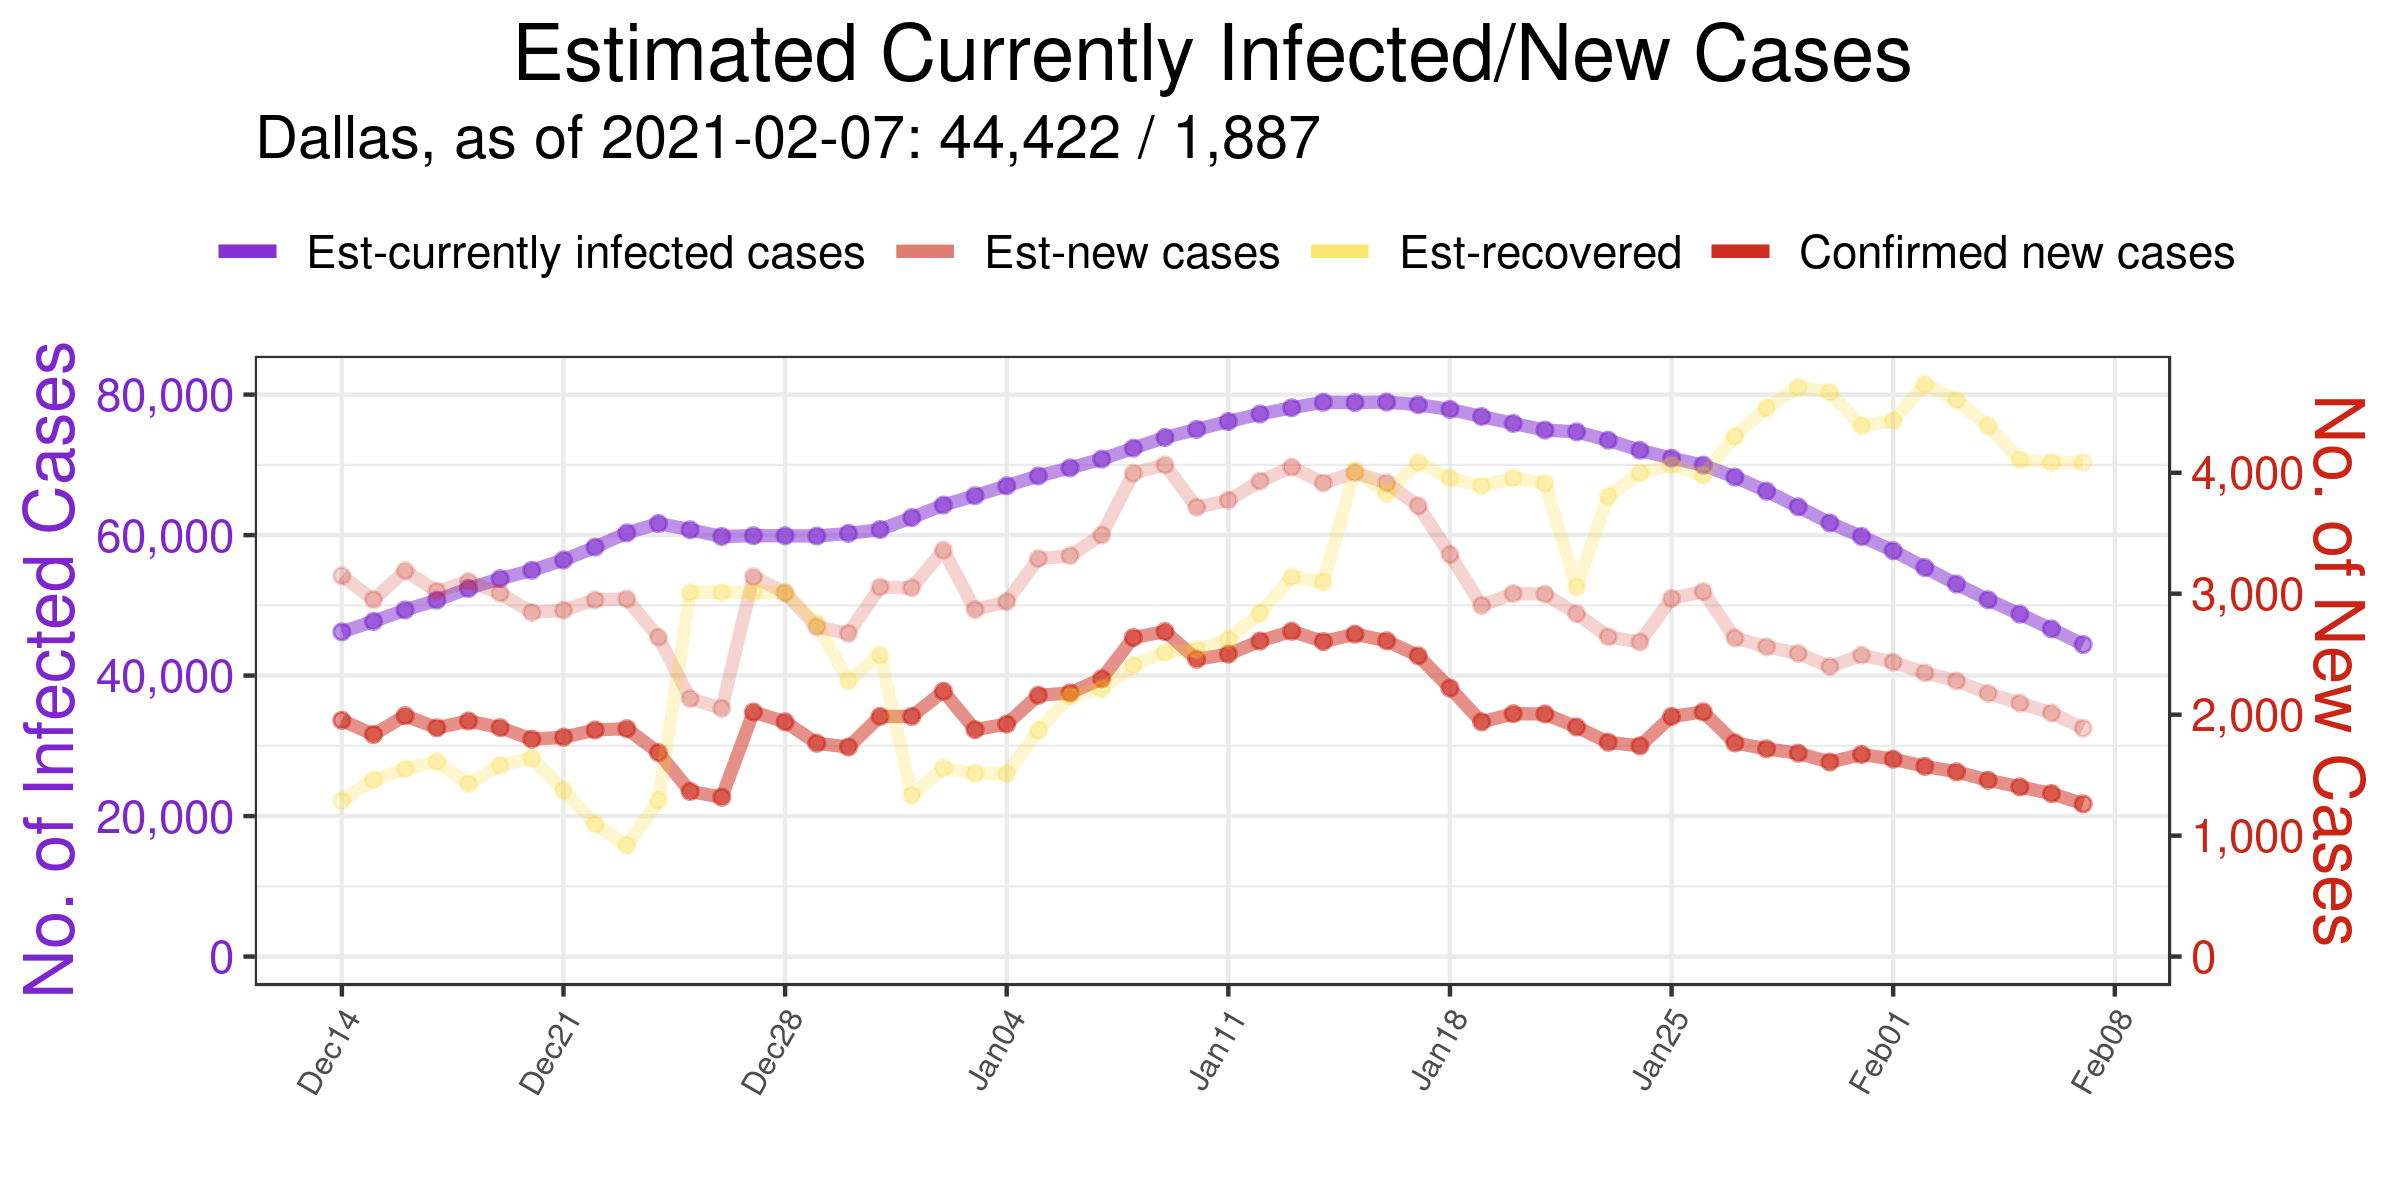 Estimated Currently Infected/New Cases
Dallas, as of 2021-02-07: 44,422 / 1,887
Est-currently infected cases Est-new cases Est-recovered Confirmed new cases
No. of Infected Cases
80,000
60,000
40,000
20,000
0
4,000
3,000
2,000
1,000
0
No. of New Cases
Dec14 Dec21 Dec28 Jan04 Jan11 Jan18 Jan25 Feb01 Feb08